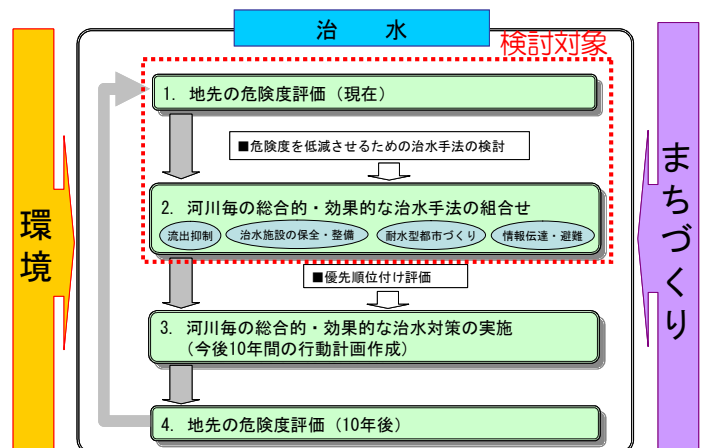 治　水
検討対象
1. 地先の危険度評価（現在）
■危険度を低減させるための治水手法の検討
2. 河川毎の総合的・効果的な治水手法の組合せ
流出抑制
治水施設の保全・整備
耐水型都市づくり
情報伝達・避難
■優先順位付け評価
3. 河川毎の総合的・効果的な治水対策の実施
（今後10年間の行動計画作成）
4. 地先の危険度評価（10年後）
環境
まちづくり